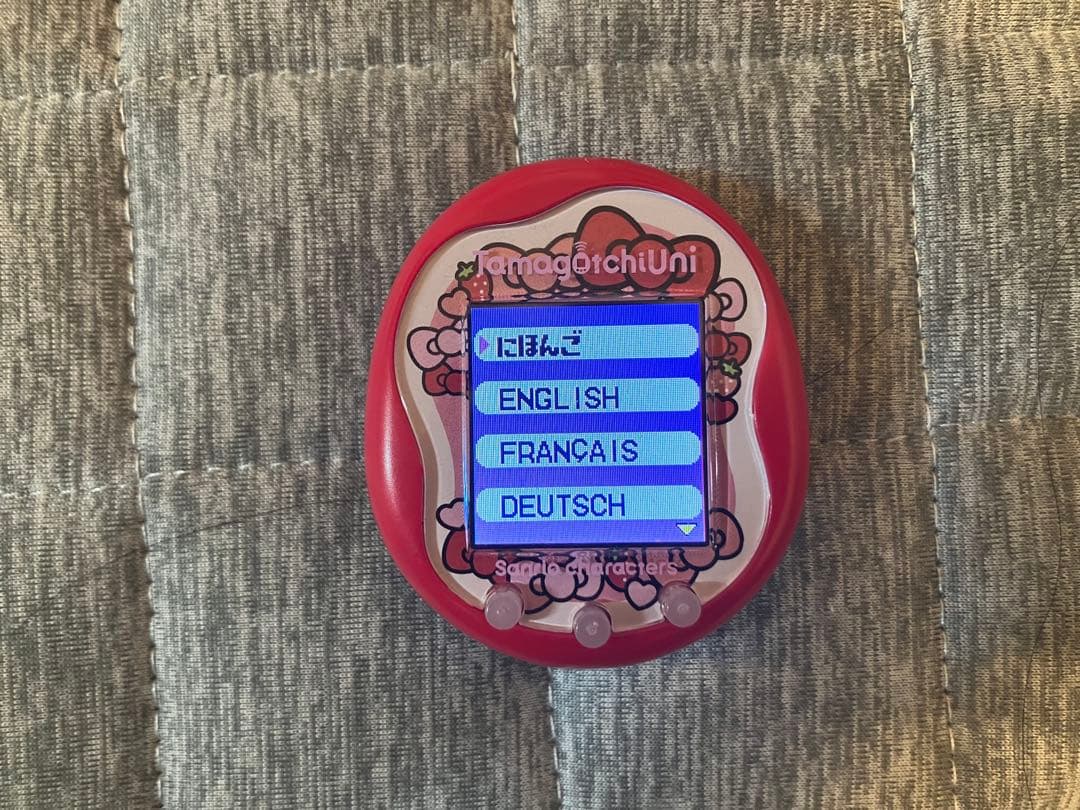 TamagotchiUni
にほんご
ENGLISH
FRANÇAIS
DEUTSCH
Sanrio characters